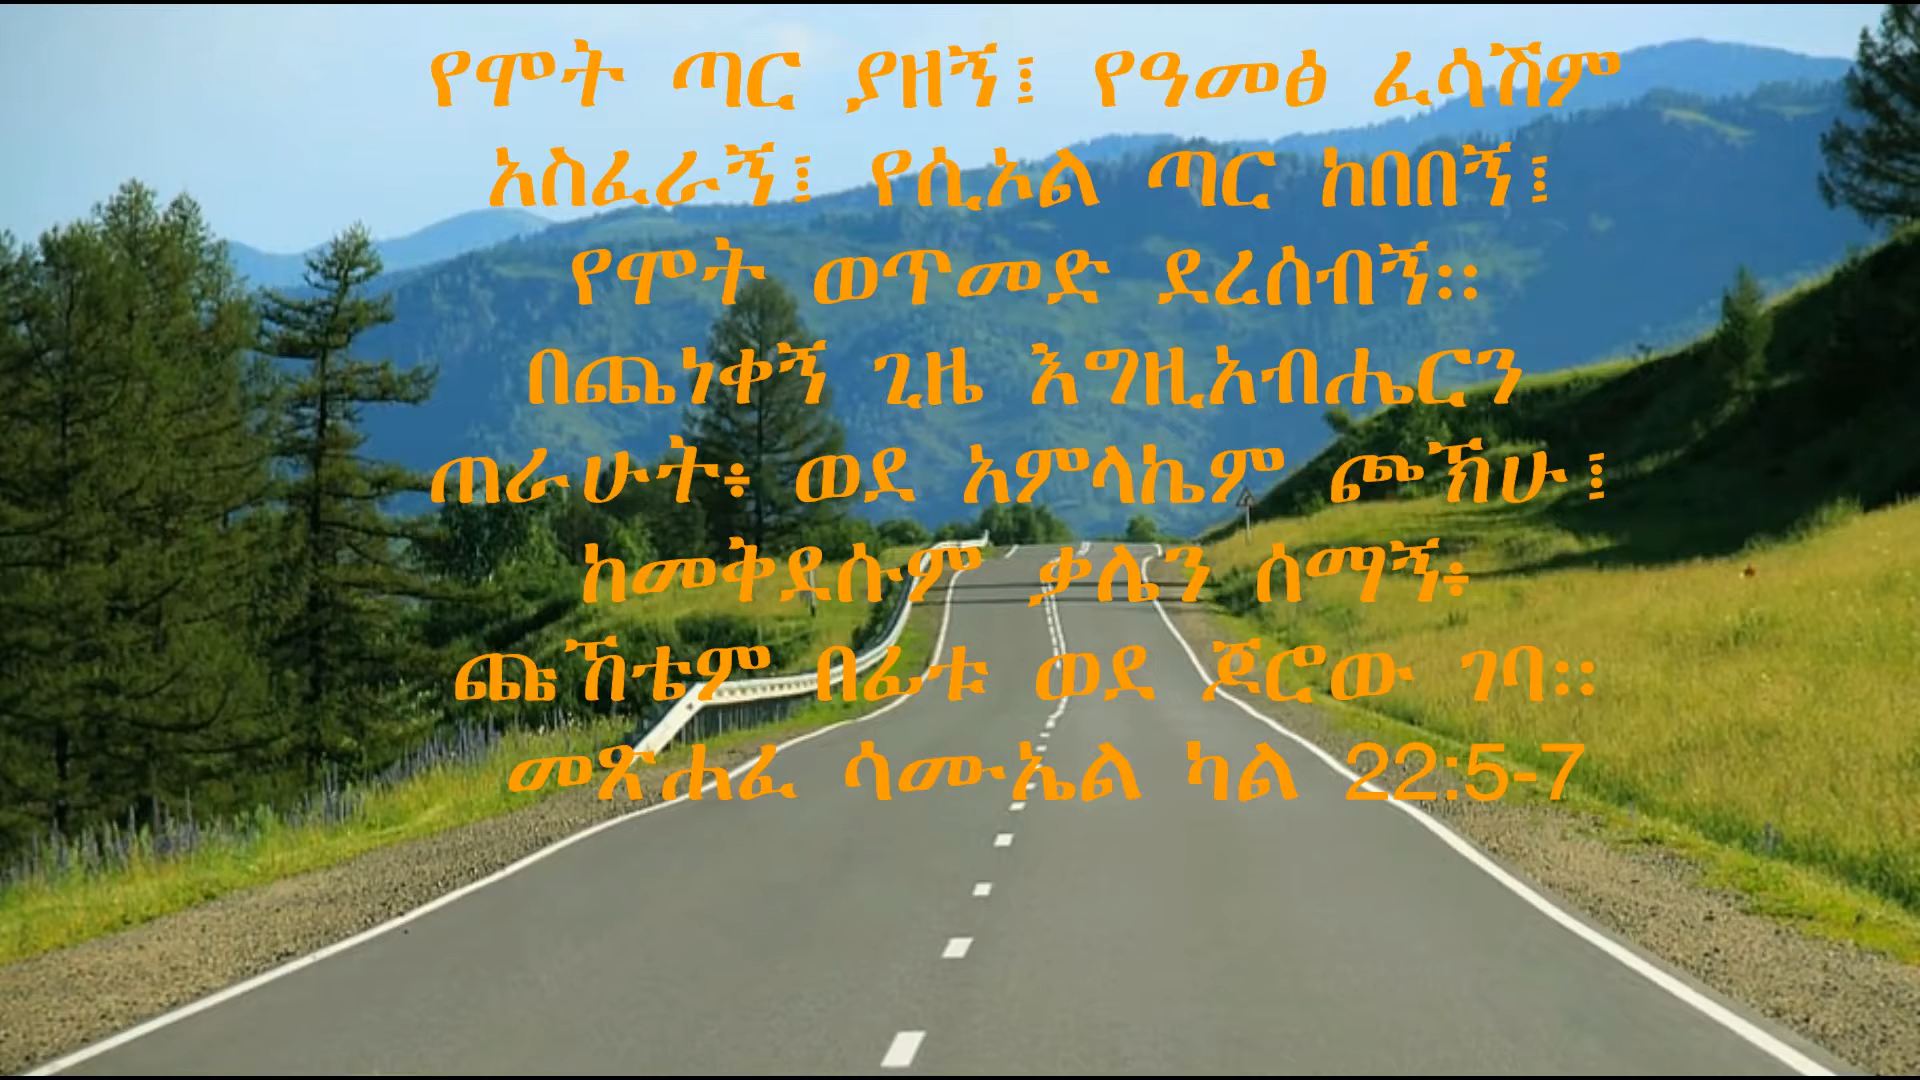 የሞት ጣር ያዘኝ፤ የዓመፅ ፈሳሽም
አስፈራኝ፤ የሲኦል ጣር ከበበኝ፤
የሞት ወጥመድ ደረሰብኝ።
በጨነቀኝ ጊዜ እግዚአብሔርን
ጠራሁት፥ ወደ አምላኬም ጮኽሁ፤
ከመቅደሱም ቃሌን ሰማኝ፥
ጩኸቴም በፊቱ ወደ ጆሮው ገባ።
መጽሐፈ ሳሙኤል ካል 22:5-7